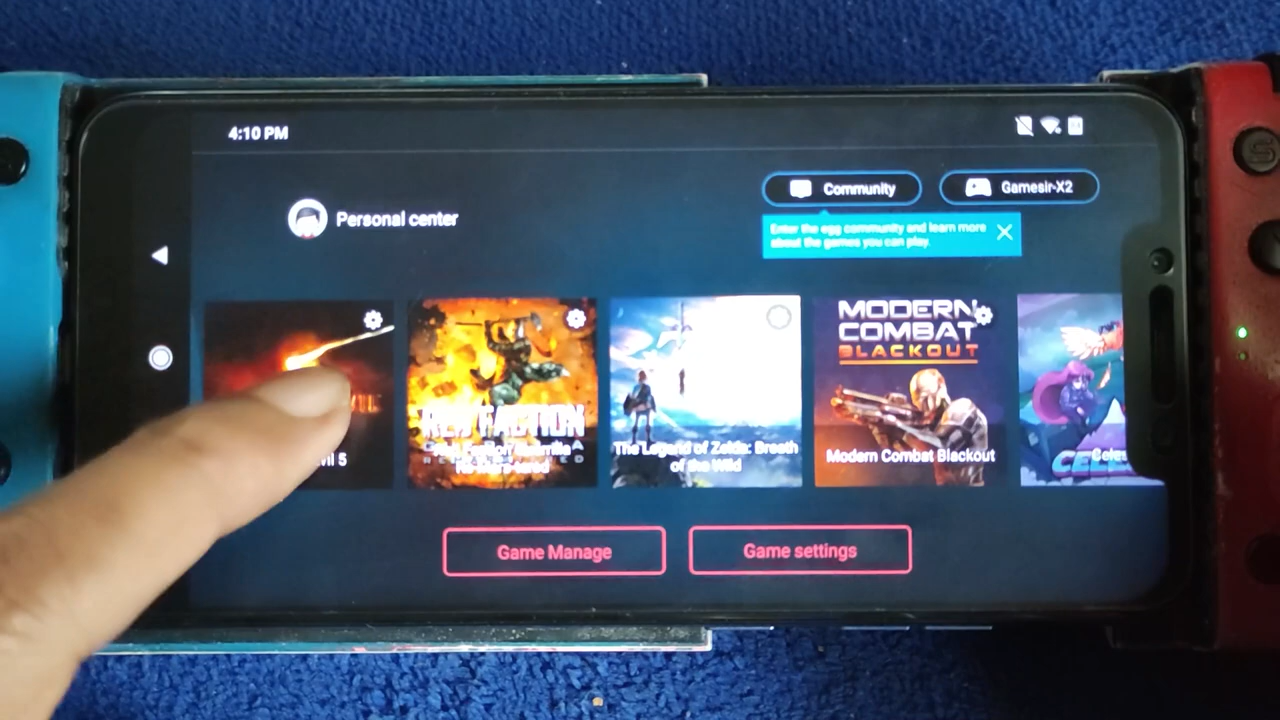 4:10 PM
Community
Gamesir-X2
Personal center
Enter the egg community and learn more
about the games you can play.
MODERN
COMBAT
BLACKOUT
RED FACTION
The Legend of Zelda: Breath
of the Wild
Modern Combat Blackout
5
Game Manage
Game settings
S